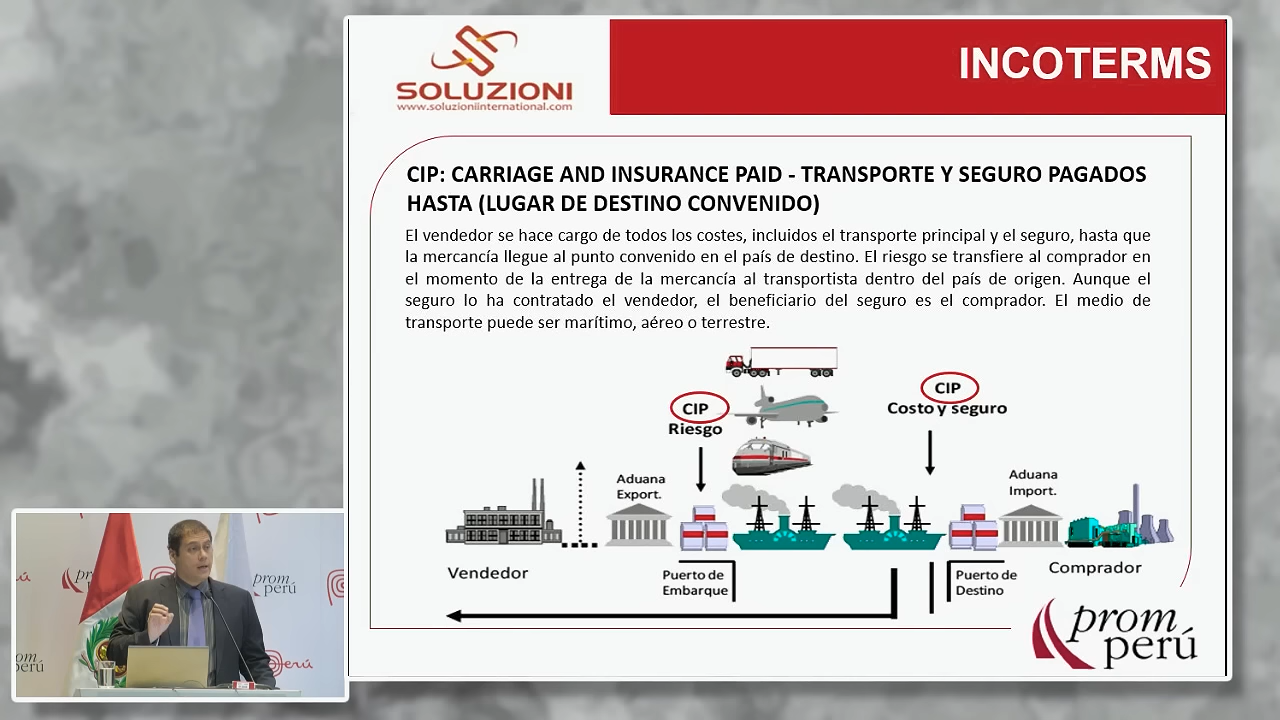 SOLUZIONI
www.soluzioniinternational.com
INCOTERMS
CIP: CARRIAGE AND INSURANCE PAID - TRANSPORTE Y SEGURO PAGADOS
HASTA (LUGAR DE DESTINO CONVENIDO)
El vendedor se hace cargo de todos los costes, incluidos el transporte principal y el seguro, hasta que
la mercancía llegue al punto convenido en el país de destino. El riesgo se transfiere al comprador en
el momento de la entrega de la mercancía al transportista dentro del país de origen. Aunque el
seguro lo ha contratado el vendedor, el beneficiario del seguro es el comprador. El medio de
transporte puede ser marítimo, aéreo o terrestre.
CIP
Riesgo
CIP
Costo y seguro
Aduana
Export.
Aduana
Import.
Vendedor
Puerto de
Embarque
Puerto de
Destino
Comprador
prom
perú
prom
perú